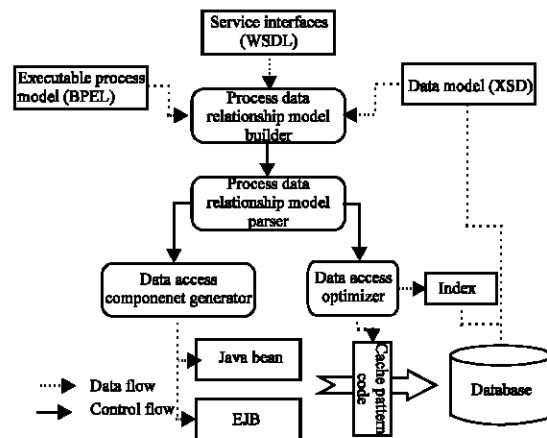 Service interfaces
(WSDL)
Executable process
model (BPEL)
Data model (XSD)
Process data
relationship model
builder
Process data
relationship model
parser
Data access
componenet generator
Data access
optimizer
Index
Java bean
Cache pattern
code
Database
EJB
Data flow
Control flow